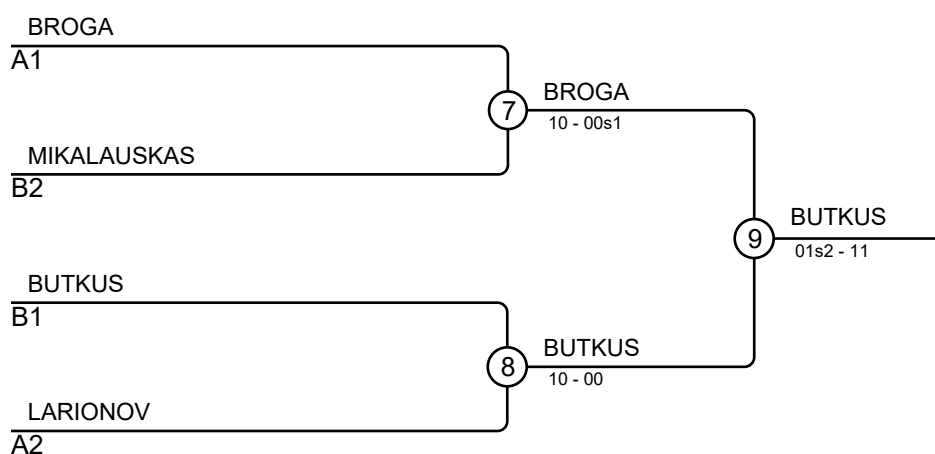 BROGA
A1
7
BROGA
10 - 00s1
MIKALAUSKAS
B2
9
BUTKUS
01s2 - 11
BUTKUS
B1
8
BUTKUS
10 - 00
LARIONOV
A2